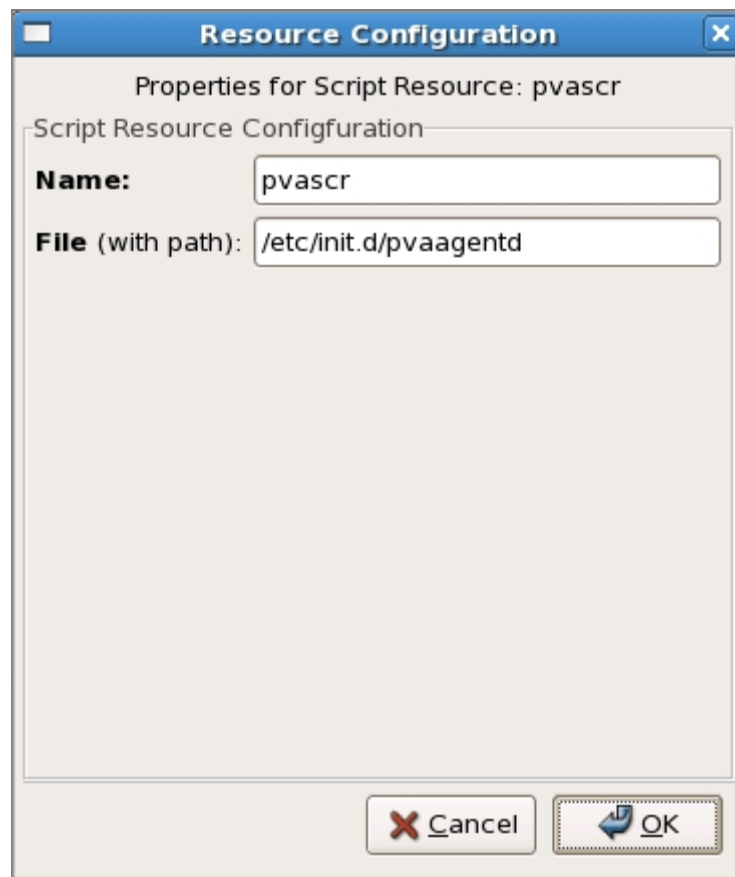 Resource Configuration
Properties for Script Resource: pvascr
Script Resource Configfuration
Name: pvascr
File (with path): /etc/init.d/pvaagentd
Cancel OK